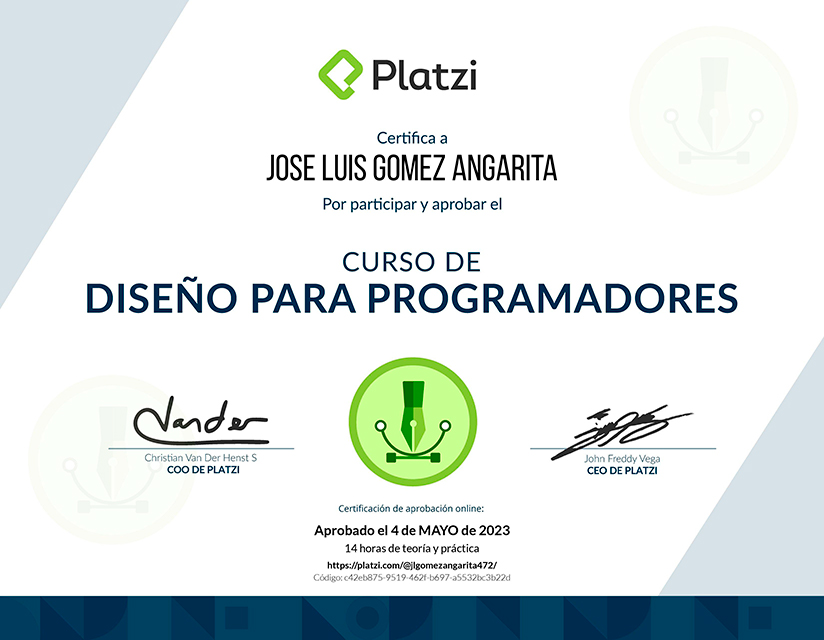 Platzi
Certifica a
JOSE LUIS GOMEZ ANGARITA
Por participar y aprobar el
CURSO DE
DISEÑO PARA PROGRAMADORES
Vander
Christian Van Der Henst S
COO DE PLATZI
John Freddy Vega
CEO DE PLATZI
Certificación de aprobación online:
Aprobado el 4 de MAYO de 2023
14 horas de teoría y práctica
https://platzi.com/@jlgomezangarita472/
Código: c42eb875-9519-462f-b697-a5532bc3b22d